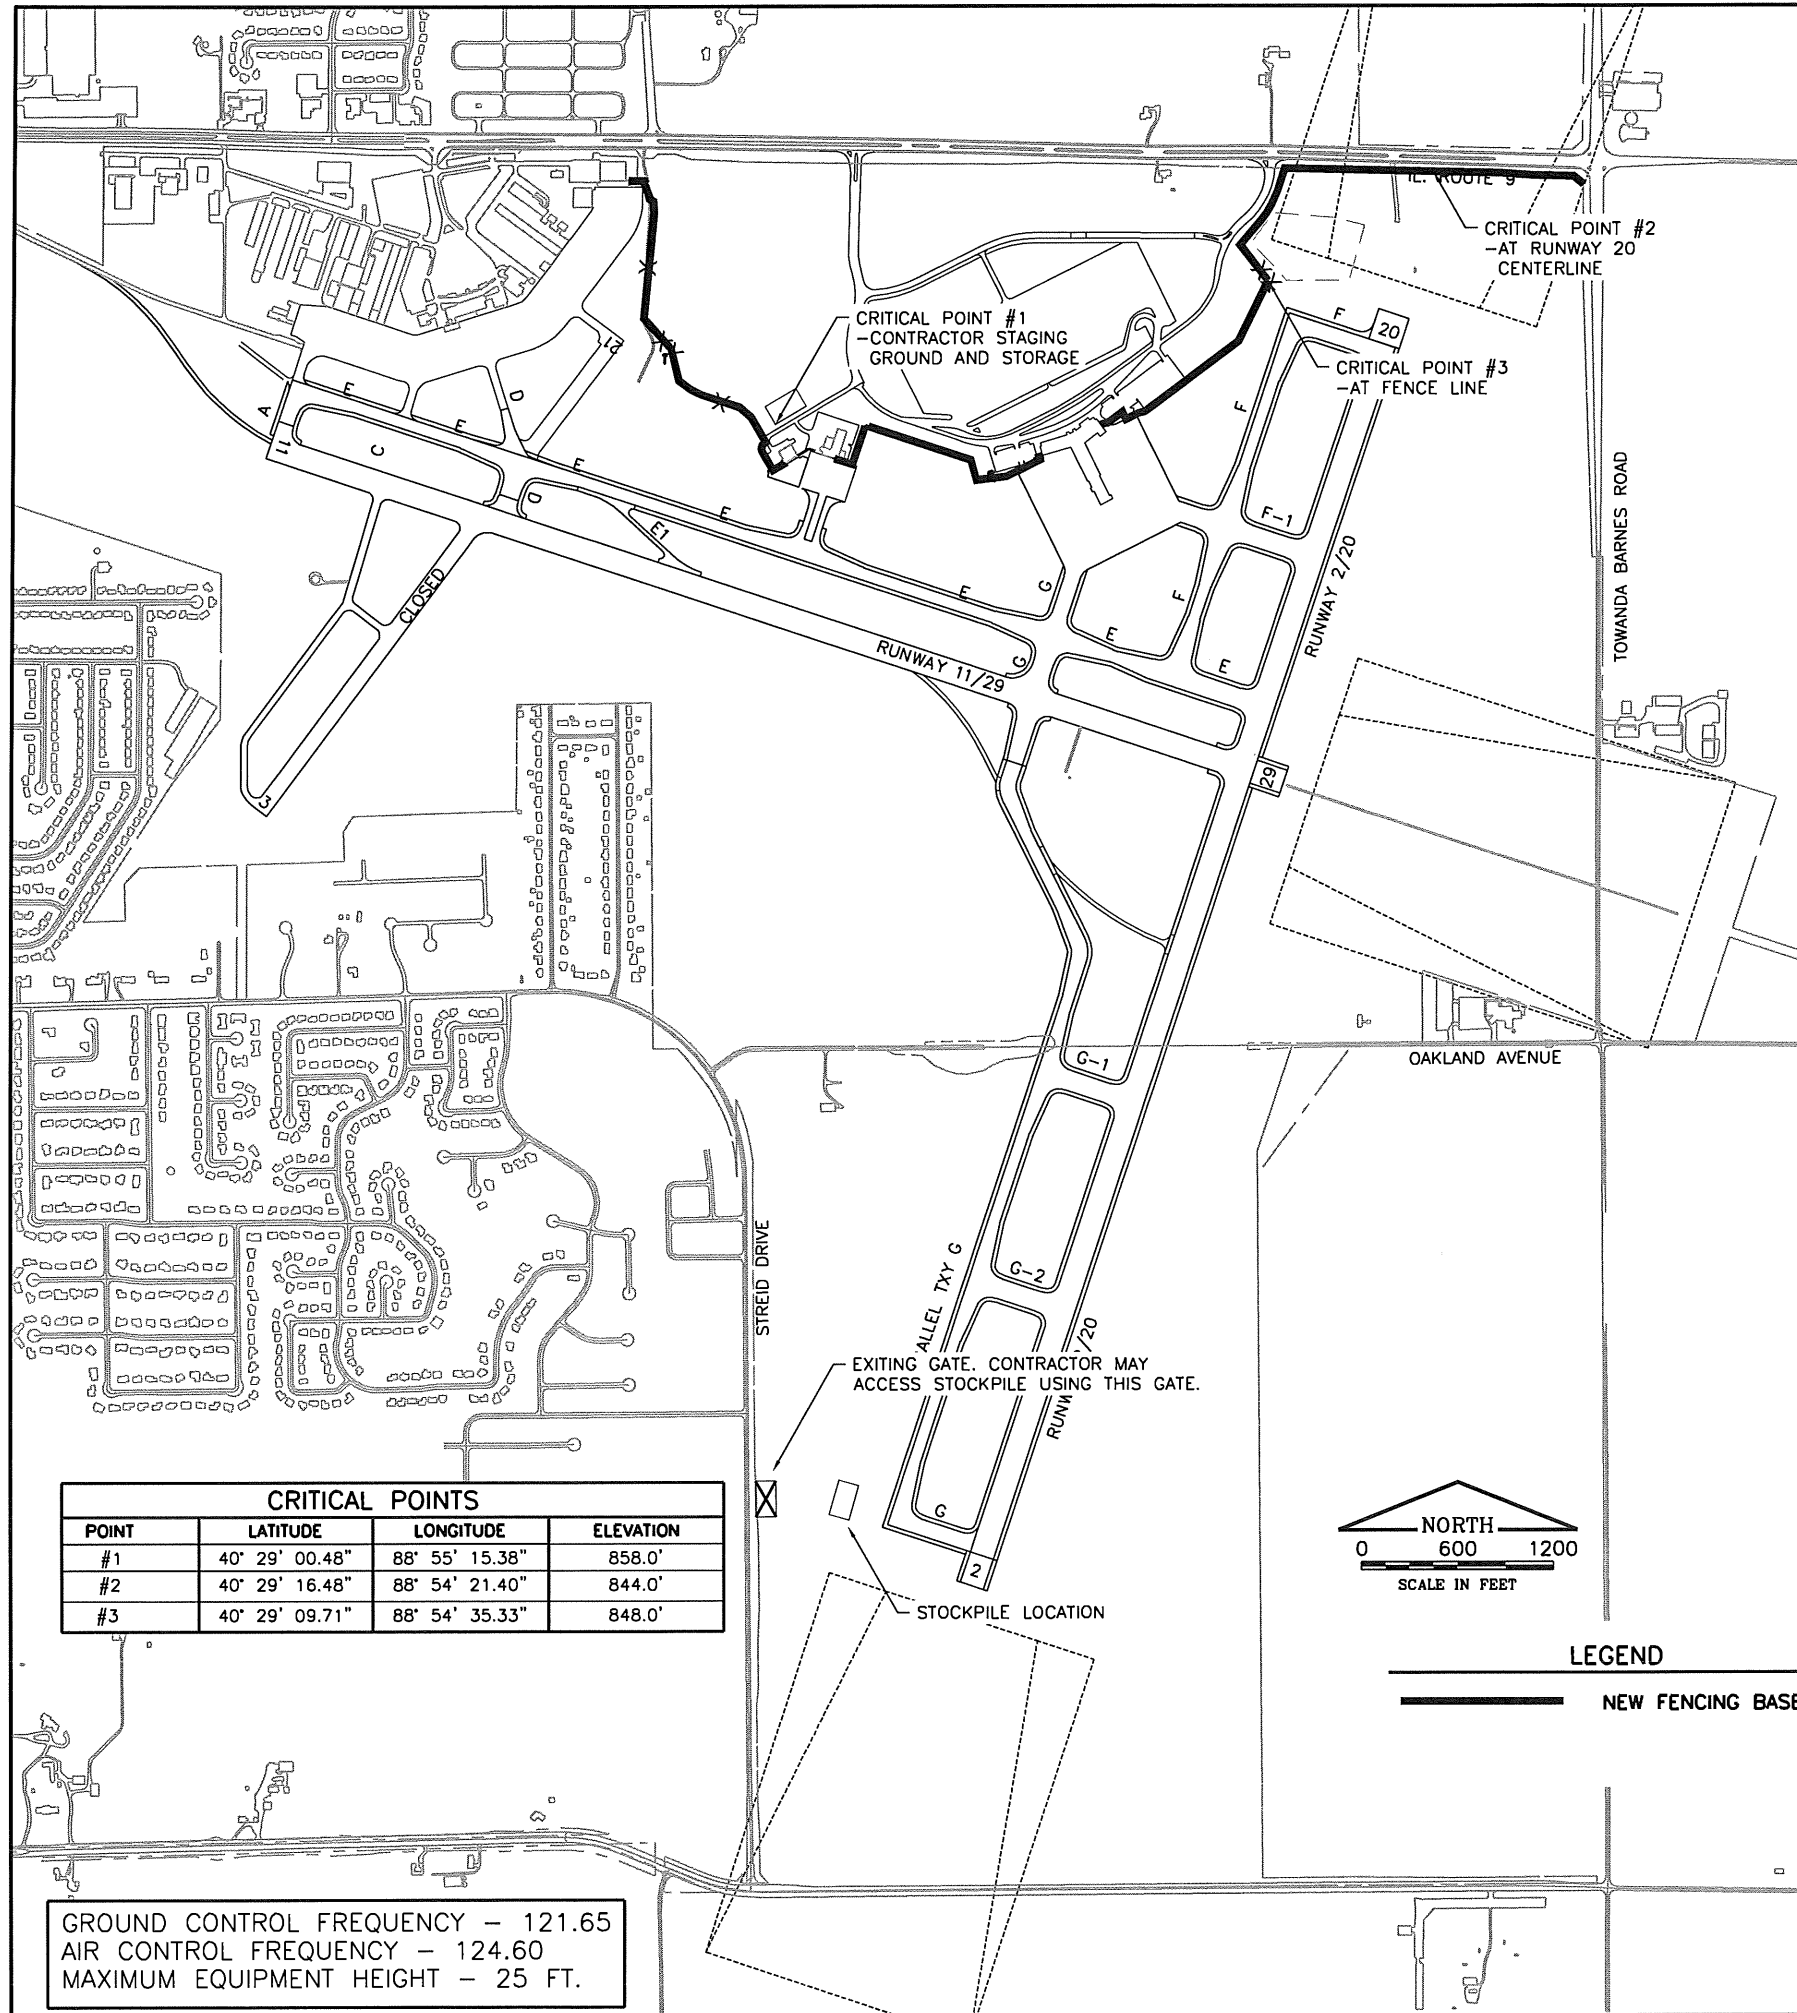 IL. ROUTE 9
CRITICAL POINT #2
-AT RUNWAY 20
CENTERLINE
CRITICAL POINT #1
-CONTRACTOR STAGING
GROUND AND STORAGE
21
F
20
CRITICAL POINT #3
-AT FENCE LINE
A
E
E
D
F
11
C
E
D
E
E1
F-1
TOWANDA BARNES ROAD
CLOSED
E
G
F
RUNWAY 2/20
E
E
G
RUNWAY 11/29
29
3
OAKLAND AVENUE
G-1
STREID DRIVE
ALLEL TXY G
G-2
RUNW
/20
EXITING GATE. CONTRACTOR MAY
ACCESS STOCKPILE USING THIS GATE.
G
2
STOCKPILE LOCATION
CRITICAL POINTS
POINT LATITUDE LONGITUDE ELEVATION
#1 40° 29' 00.48" 88° 55' 15.38" 858.0'
#2 40° 29' 16.48" 88° 54' 21.40" 844.0'
#3 40° 29' 09.71" 88° 54' 35.33" 848.0'
NORTH
0 600 1200
SCALE IN FEET
LEGEND
NEW FENCING BASE
GROUND CONTROL FREQUENCY – 121.65
AIR CONTROL FREQUENCY – 124.60
MAXIMUM EQUIPMENT HEIGHT – 25 FT.